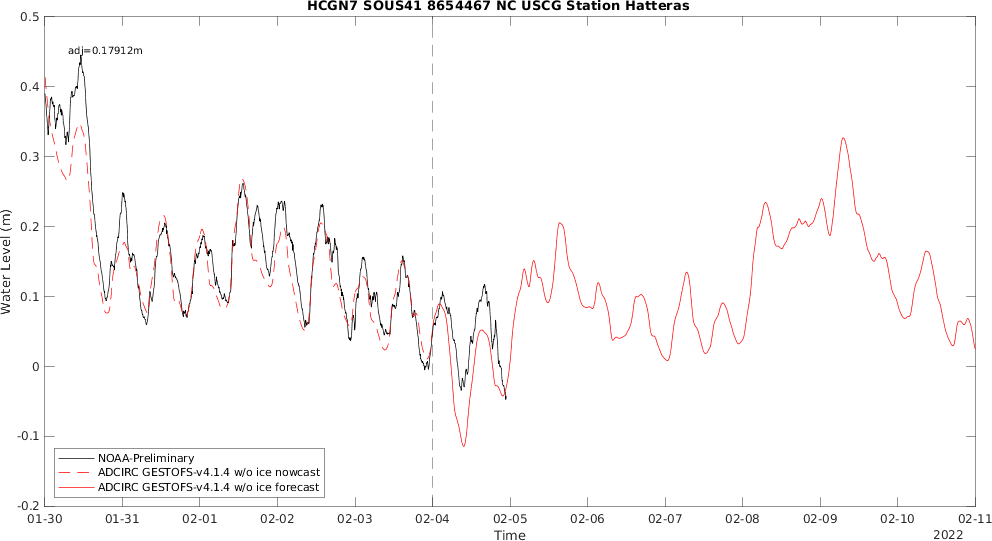 HCGN7 SOUS41 8654467 NC USCG Station Hatteras
0.5
0.4
0.3
0.2
0.1
0
-0.1
-0.2
Water Level (m)
adj=0.17912m
NOAA-Preliminary
ADCIRC GESTOFS-v4.1.4 w/o ice nowcast
ADCIRC GESTOFS-v4.1.4 w/o ice forecast
01-30 01-31 02-01 02-02 02-03 02-04 02-05 02-06 02-07 02-08 02-09 02-10 02-11
Time
2022